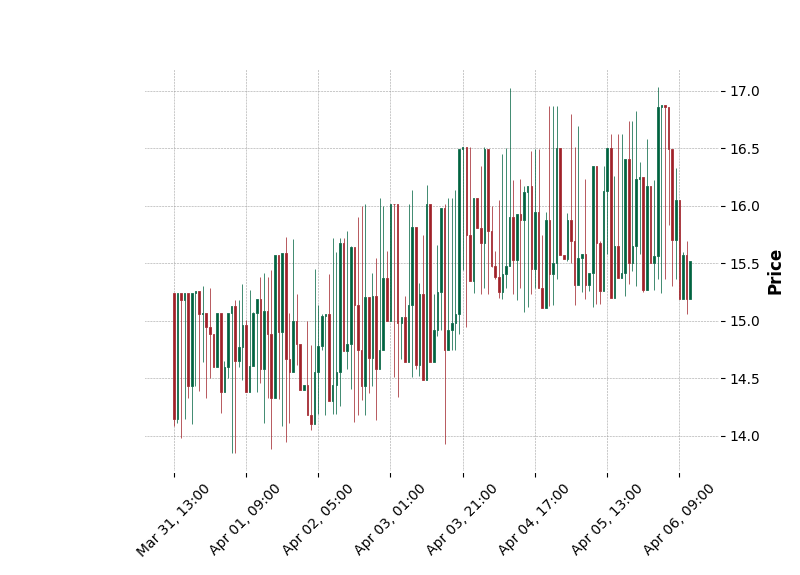 17.0
16.5
16.0
15.5
15.0
14.5
14.0
Price
Mar 31, 13:00
Apr 01, 09:00
Apr 02, 05:00
Apr 03, 01:00
Apr 03, 21:00
Apr 04, 17:00
Apr 05, 13:00
Apr 06, 09:00